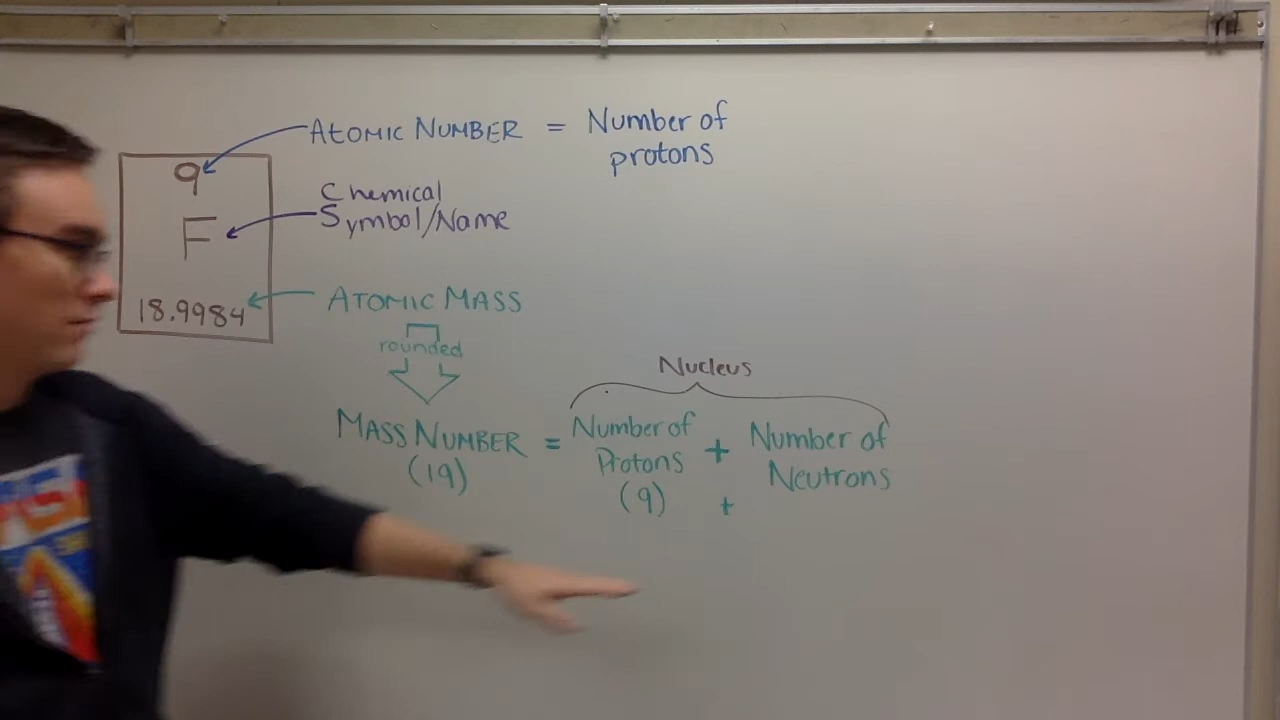 9
ATOMIC NUMBER = Number of
protons
F
Chemical
Symbol/Name
18.9984
ATOMIC MASS
rounded
Nucleus
MASS NUMBER = Number of + Number of
Protons Neutrons
(19) (9) +